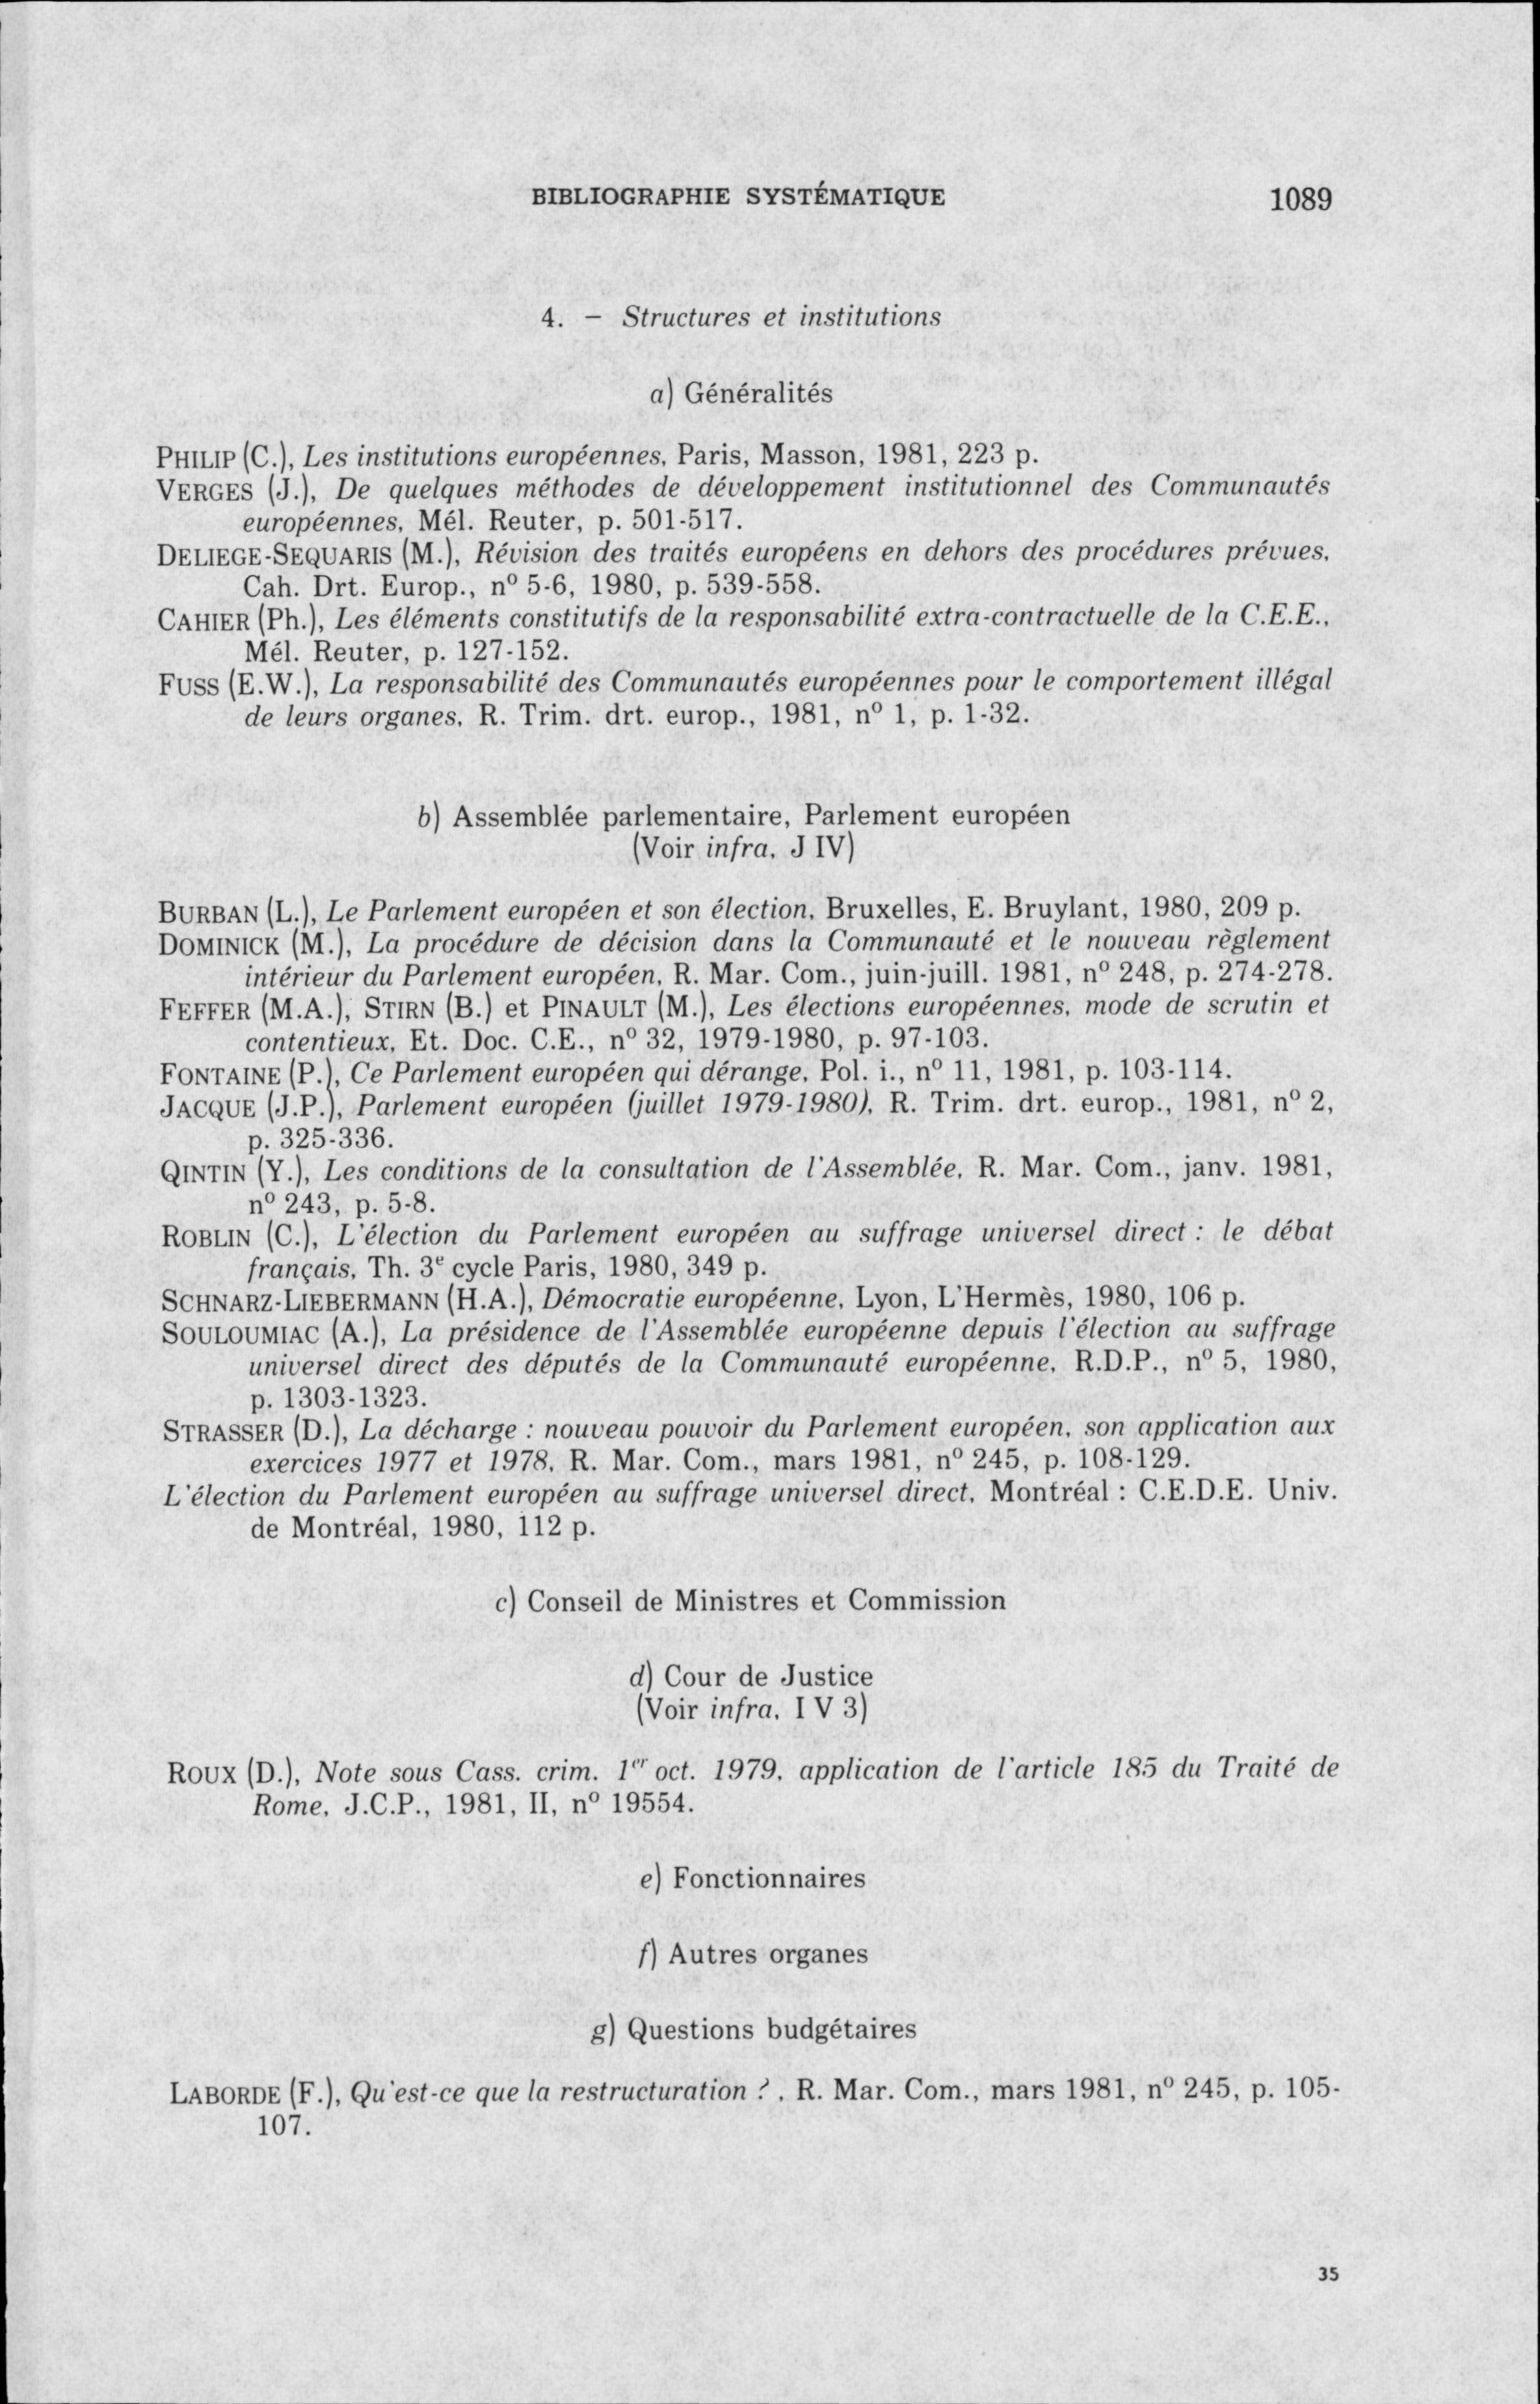 BIBLIOGRAPHIE SYSTÉMATIQUE 1089
4. – Structures et institutions
a) Généralités
PHILIP (C.), Les institutions européennes, Paris, Masson, 1981, 223 p.
VERGES (J.), De quelques méthodes de développement institutionnel des Communautés
européennes, Mél. Reuter, p. 501-517.
DELIEGE-SEQUARIS (M.), Révision des traités européens en dehors des procédures prévues,
Cah. Drt. Europ., nº 5-6, 1980, p. 539-558.
CAHIER (Ph.), Les éléments constitutifs de la responsabilité extra-contractuelle de la C.E.E.,
Mél. Reuter, p. 127-152.
FUSS (E.W.), La responsabilité des Communautés européennes pour le comportement illégal
de leurs organes, R. Trim. drt. europ., 1981, nº 1, p. 1-32.
b) Assemblée parlementaire, Parlement européen
(Voir infra, J IV)
BURBAN (L.), Le Parlement européen et son élection, Bruxelles, E. Bruylant, 1980, 209 p.
DOMINICK (M.), La procédure de décision dans la Communauté et le nouveau règlement
intérieur du Parlement européen, R. Mar. Com., juin-juill. 1981, nº 248, p. 274-278.
FEFFER (M.A.), STIRN (B.) et PINAULT (M.), Les élections européennes, mode de scrutin et
contentieux, Et. Doc. C.E., nº 32, 1979-1980, p. 97-103.
FONTAINE (P.), Ce Parlement européen qui dérange, Pol. i., nº 11, 1981, p. 103-114.
JACQUE (J.P.), Parlement européen (juillet 1979-1980), R. Trim. drt. europ., 1981, nº 2,
p. 325-336.
QINTIN (Y.), Les conditions de la consultation de l'Assemblée, R. Mar. Com., janv. 1981,
nº 243, p. 5-8.
ROBLIN (C.), L'élection du Parlement européen au suffrage universel direct : le débat
français, Th. 3e cycle Paris, 1980, 349 p.
SCHNARZ-LIEBERMANN (H.A.), Démocratie européenne, Lyon, L'Hermès, 1980, 106 p.
SOULOUMIAC (A.), La présidence de l'Assemblée européenne depuis l'élection au suffrage
universel direct des députés de la Communauté européenne, R.D.P., nº 5, 1980,
p. 1303-1323.
STRASSER (D.), La décharge : nouveau pouvoir du Parlement européen, son application aux
exercices 1977 et 1978, R. Mar. Com., mars 1981, nº 245, p. 108-129.
L'élection du Parlement européen au suffrage universel direct, Montréal : C.E.D.E. Univ.
de Montréal, 1980, 112 p.
c) Conseil de Ministres et Commission
d) Cour de Justice
(Voir infra, I V 3)
ROUX (D.), Note sous Cass. crim. 1er oct. 1979, application de l'article 185 du Traité de
Rome, J.C.P., 1981, II, nº 19554.
e) Fonctionnaires
f) Autres organes
g) Questions budgétaires
LABORDE (F.), Qu'est-ce que la restructuration ? , R. Mar. Com., mars 1981, nº 245, p. 105-
107.
35